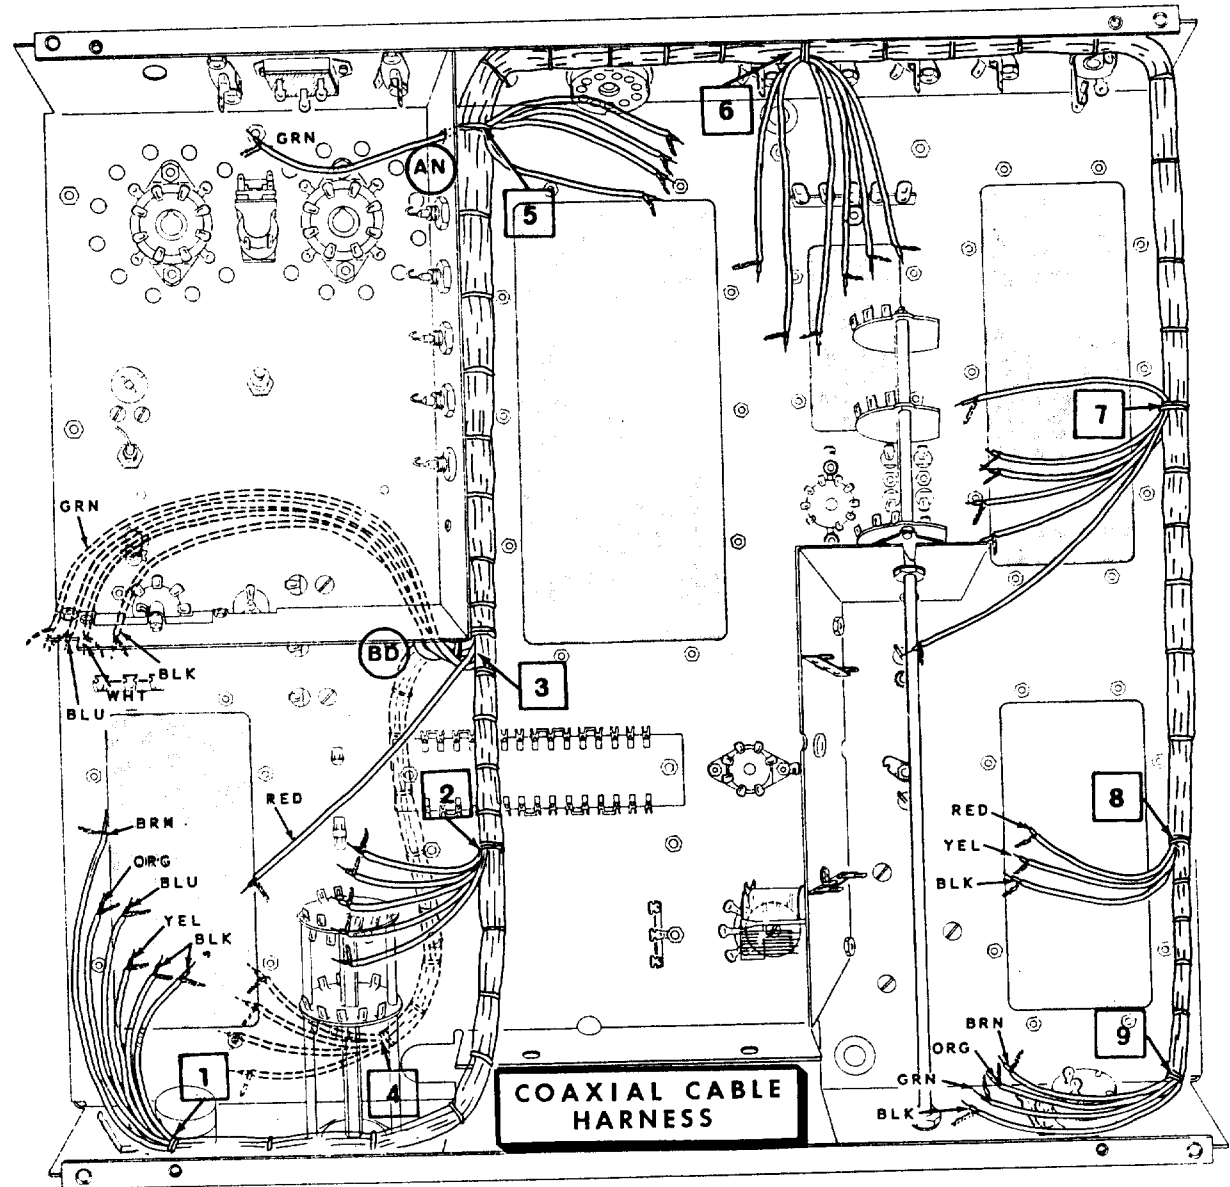 6
GRN
AN
5
7
GRN
BD
3
BLK
WHT
BLU
2
8
RED
RED
BRN
YEL
ORG
BLK
BLU
YEL
BLK
BRN
9
ORG
1
GRN
4
COAXIAL CABLE
HARNESS
BLK